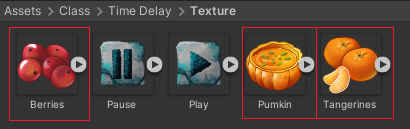 Assets > Class > Time Delay > Texture
Berries Pause Play Pumkin Tangerines